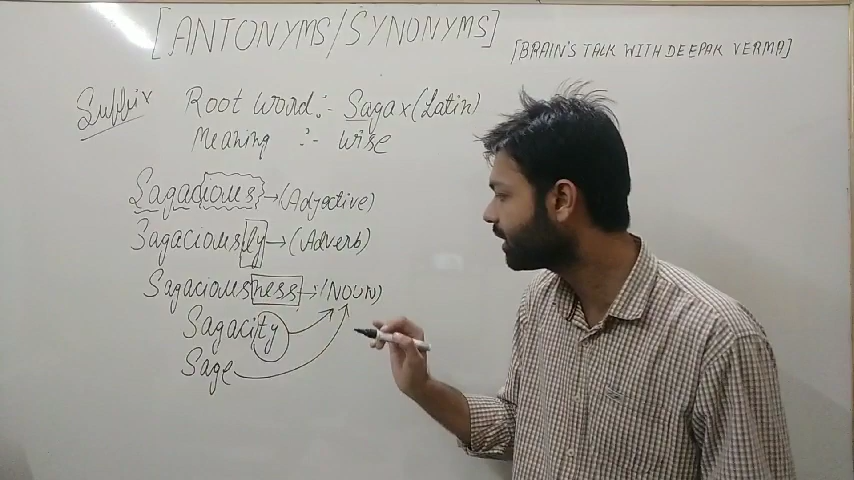 [ANTONYMS/SYNONYMS]
[BRAIN'S TALK WITH DEEPAK VERMA]
Suffix Root Word :- Sagax (Latin)
Meaning :- Wise
Sagacious → (Adjective)
Sagaciously → (Adverb)
Sagaciousness → (NOUN)
Sagacity
Sage